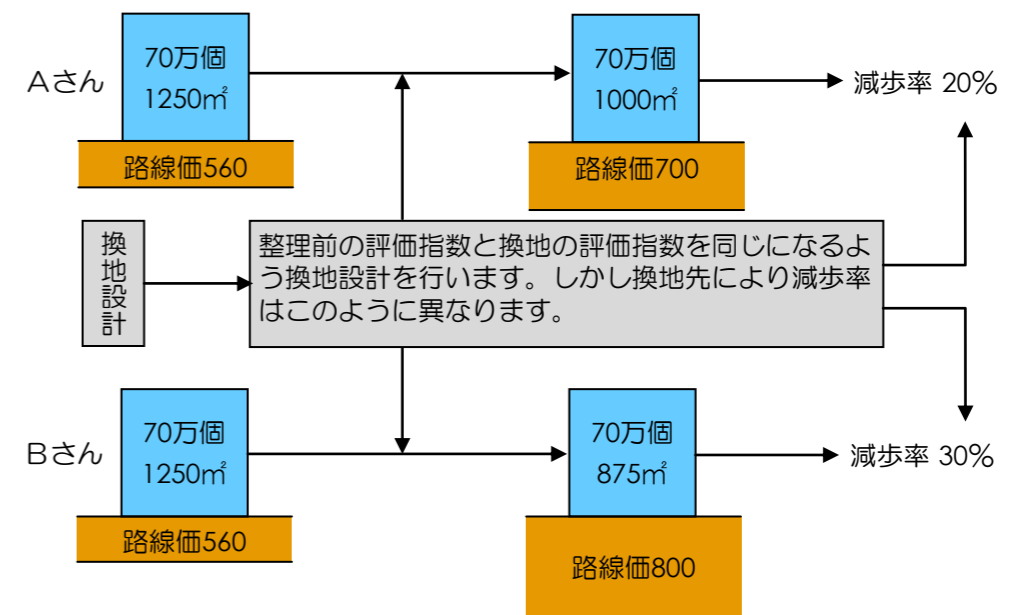 Aさん
70万個
1250㎡
路線価560
70万個
1000㎡
路線価700
減歩率 20%
換地設計
整理前の評価指数と換地の評価指数を同じになるよ
う換地設計を行います。しかし換地先により減歩率
はこのように異なります。
Bさん
70万個
1250㎡
路線価560
70万個
875㎡
路線価800
減歩率 30%